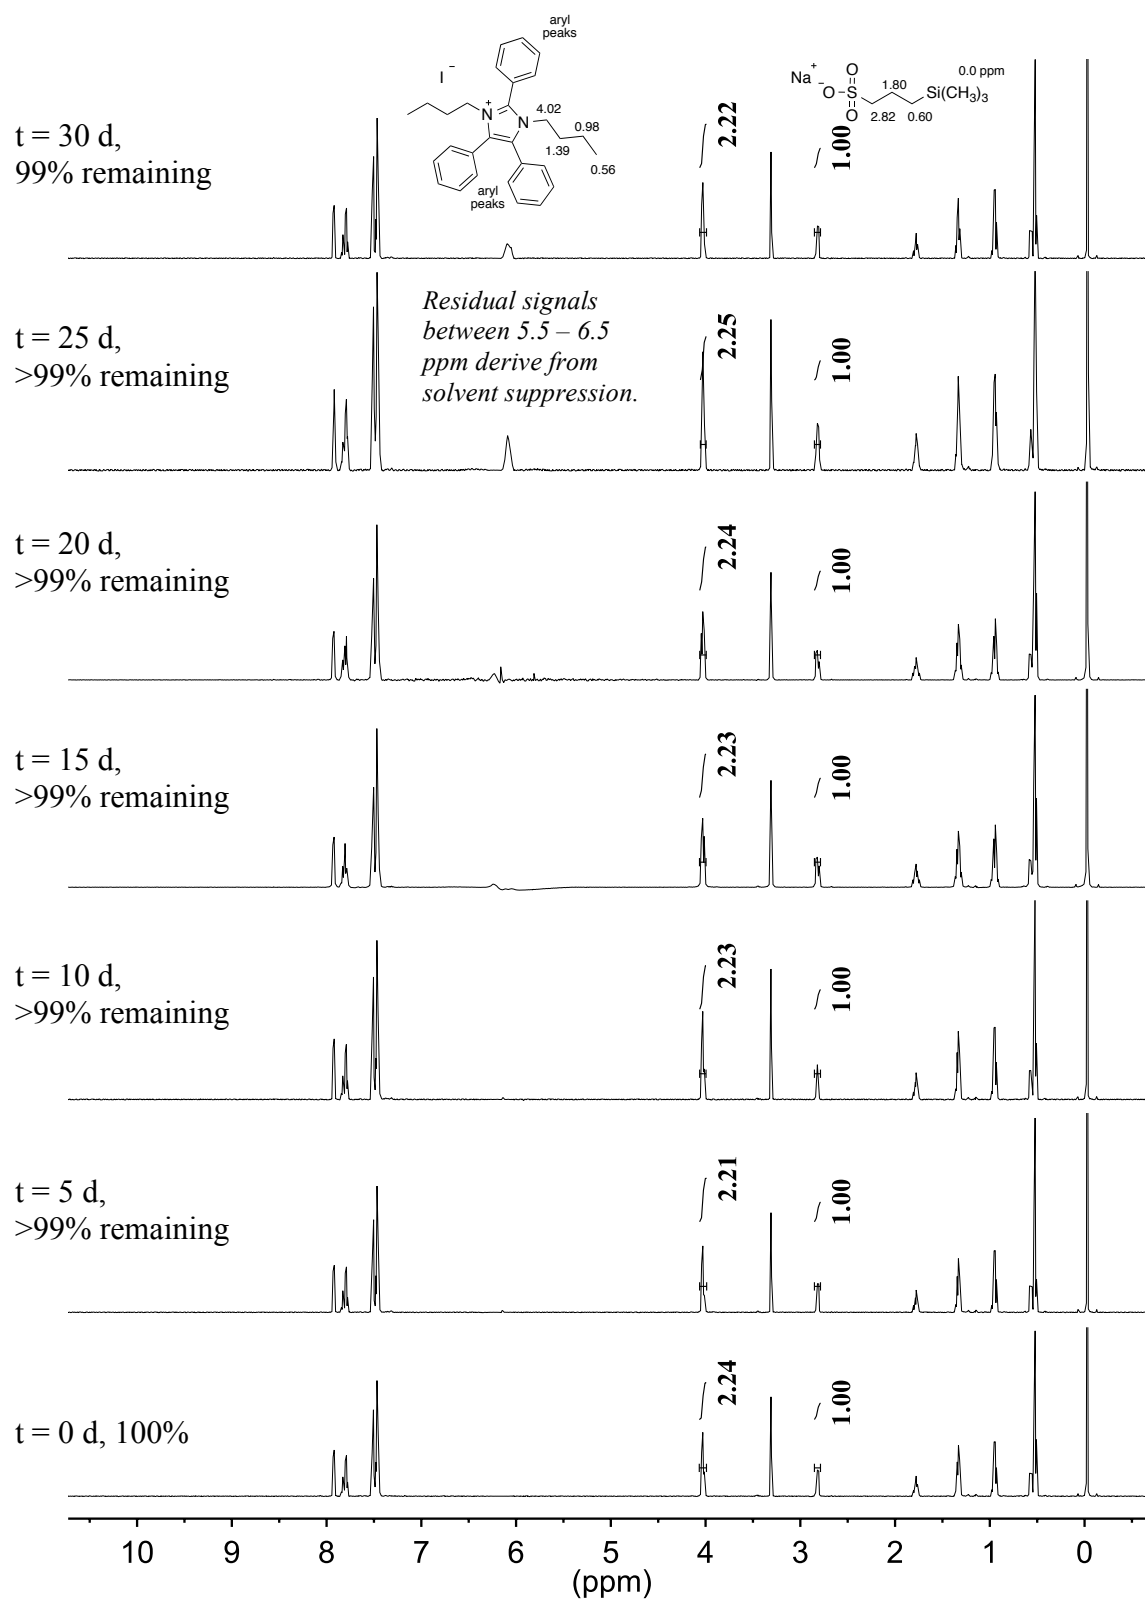 aryl
peaks
I⁻
N⁺
N
4.02
0.98
1.39
0.56
aryl
peaks
Na⁺
⁻O
O
S
O
1.80
2.82
0.60
Si(CH₃)₃
0.0 ppm
t = 30 d,
99% remaining
2.22
1.00
Residual signals
between 5.5 – 6.5
ppm derive from
solvent suppression.
t = 25 d,
>99% remaining
2.25
1.00
t = 20 d,
>99% remaining
2.24
1.00
t = 15 d,
>99% remaining
2.23
1.00
t = 10 d,
>99% remaining
2.23
1.00
t = 5 d,
>99% remaining
2.21
1.00
t = 0 d, 100%
2.24
1.00
10 9 8 7 6 5 4 3 2 1 0
(ppm)